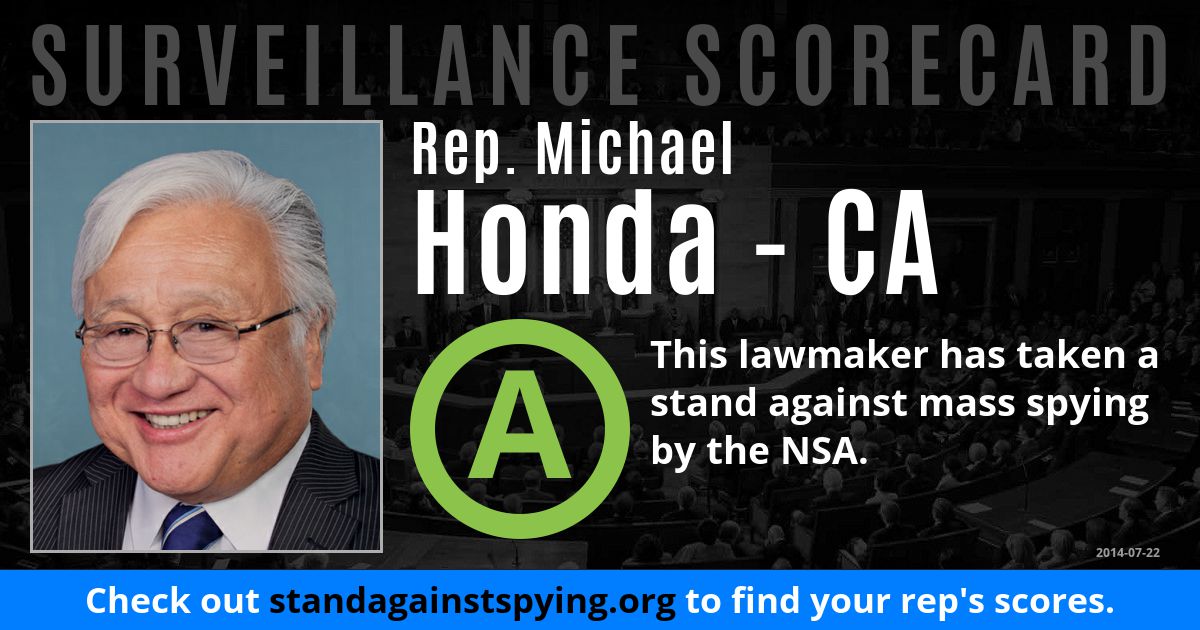 SURVEILLANCE SCORECARD
Rep. Michael
Honda - CA
A
This lawmaker has taken a
stand against mass spying
by the NSA.
2014-07-22
Check out standagainstspying.org to find your rep's scores.